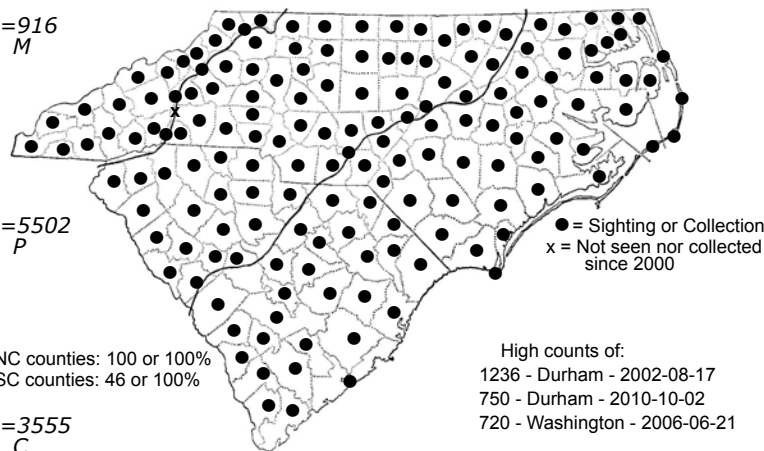 =916
M
x
=5502
P
● = Sighting or Collection
x = Not seen nor collected
since 2000
NC counties: 100 or 100%
SC counties: 46 or 100%
High counts of:
1236 - Durham - 2002-08-17
750 - Durham - 2010-10-02
720 - Washington - 2006-06-21
=3555
C